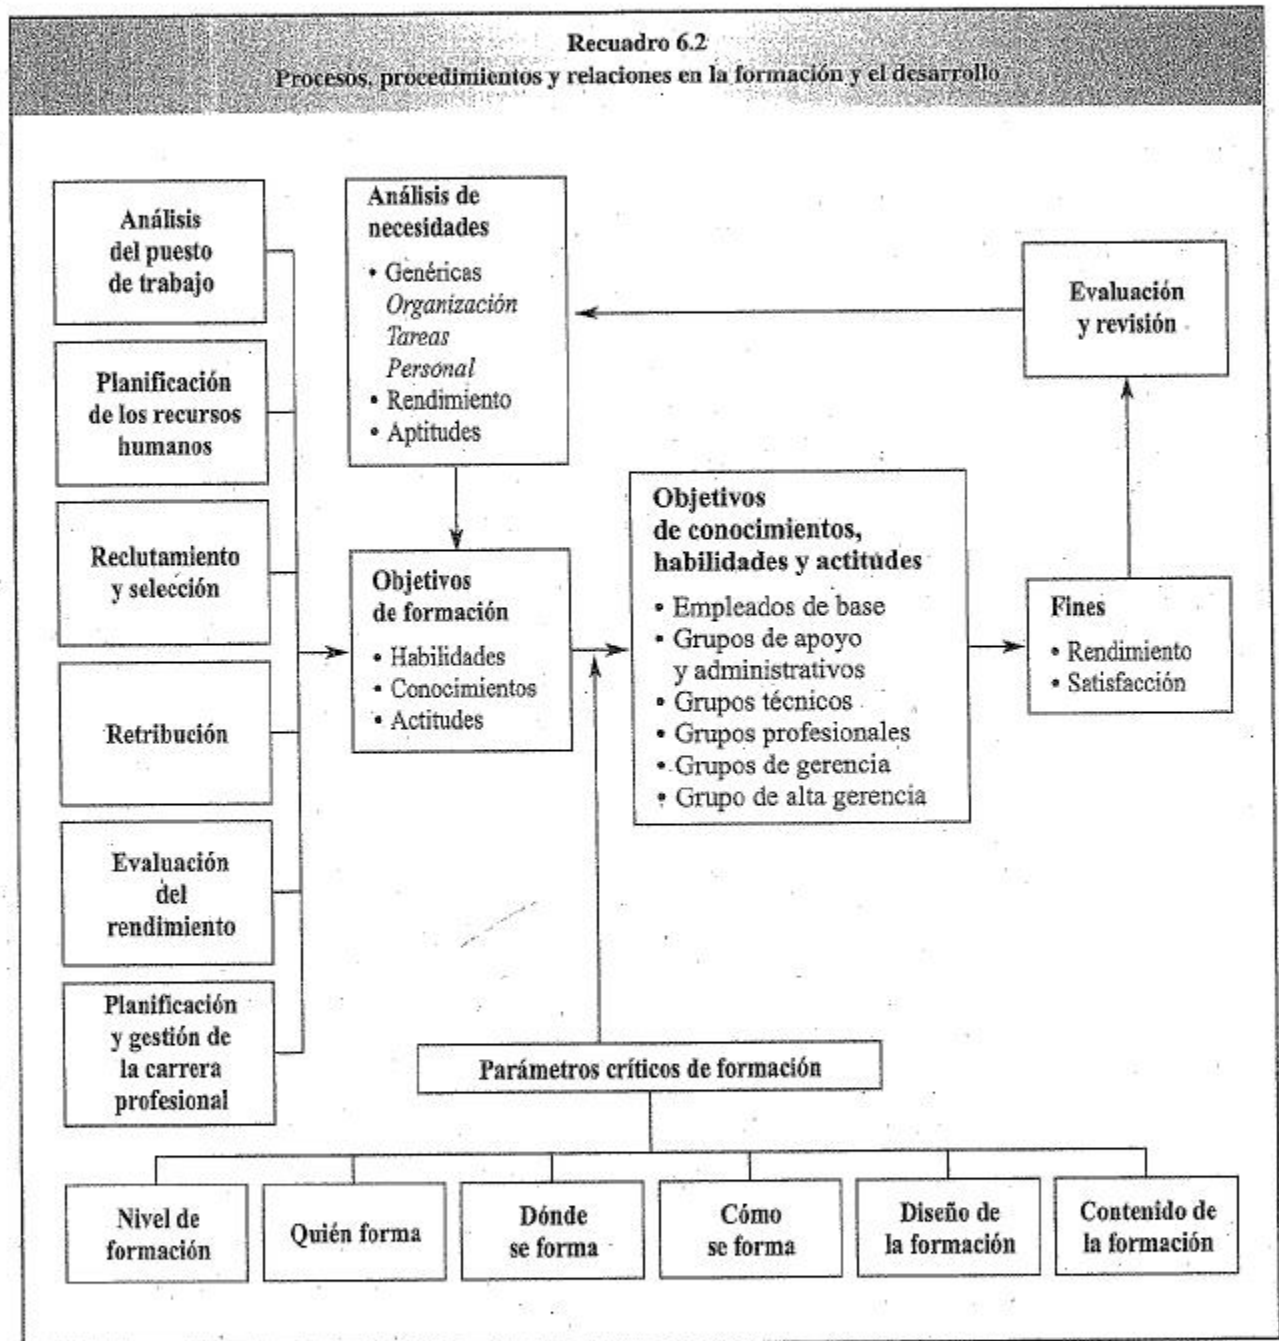 Recuadro 6.2
Procesos, procedimientos y relaciones en la formación y el desarrollo
Análisis
del puesto
de trabajo
Planificación
de los recursos
humanos
Reclutamiento
y selección
Retribución
Evaluación
del
rendimiento
Planificación
y gestión de
la carrera
profesional
Análisis de
necesidades
• Genéricas
Organización
Tareas
Personal
• Rendimiento
• Aptitudes
Objetivos
de formación
• Habilidades
• Conocimientos
• Actitudes
Objetivos
de conocimientos,
habilidades y actitudes
• Empleados de base
• Grupos de apoyo
y administrativos
• Grupos técnicos
• Grupos profesionales
• Grupos de gerencia
• Grupo de alta gerencia
Evaluación
y revisión
Fines
• Rendimiento
• Satisfacción
Parámetros críticos de formación
Nivel de
formación
Quién forma
Dónde
se forma
Cómo
se forma
Diseño de
la formación
Contenido de
la formación